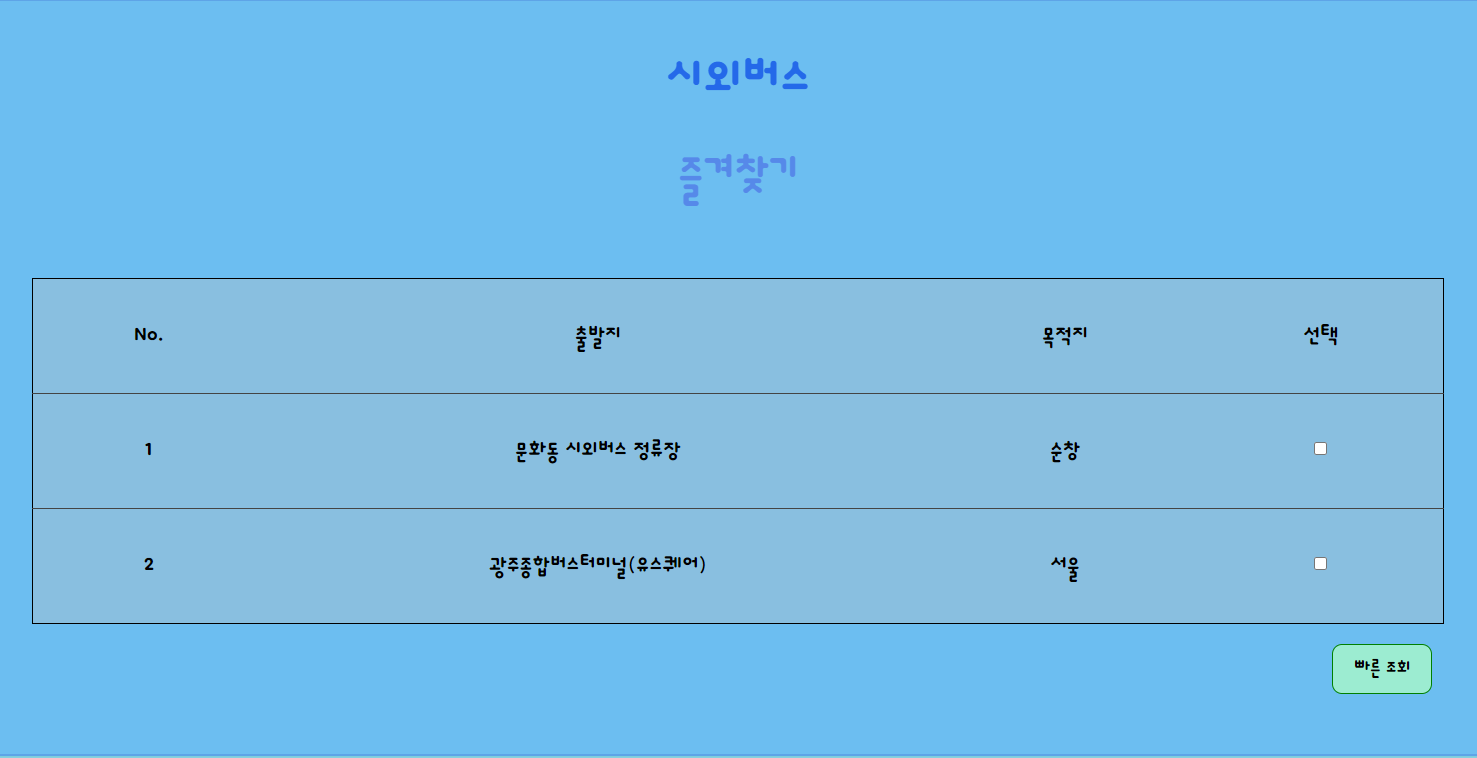 시외버스
즐겨찾기
No. 출발지 목적지 선택
1 문화동 시외버스 정류장 순창
2 광주종합버스터미널(유스퀘어) 서울
빠른 조회